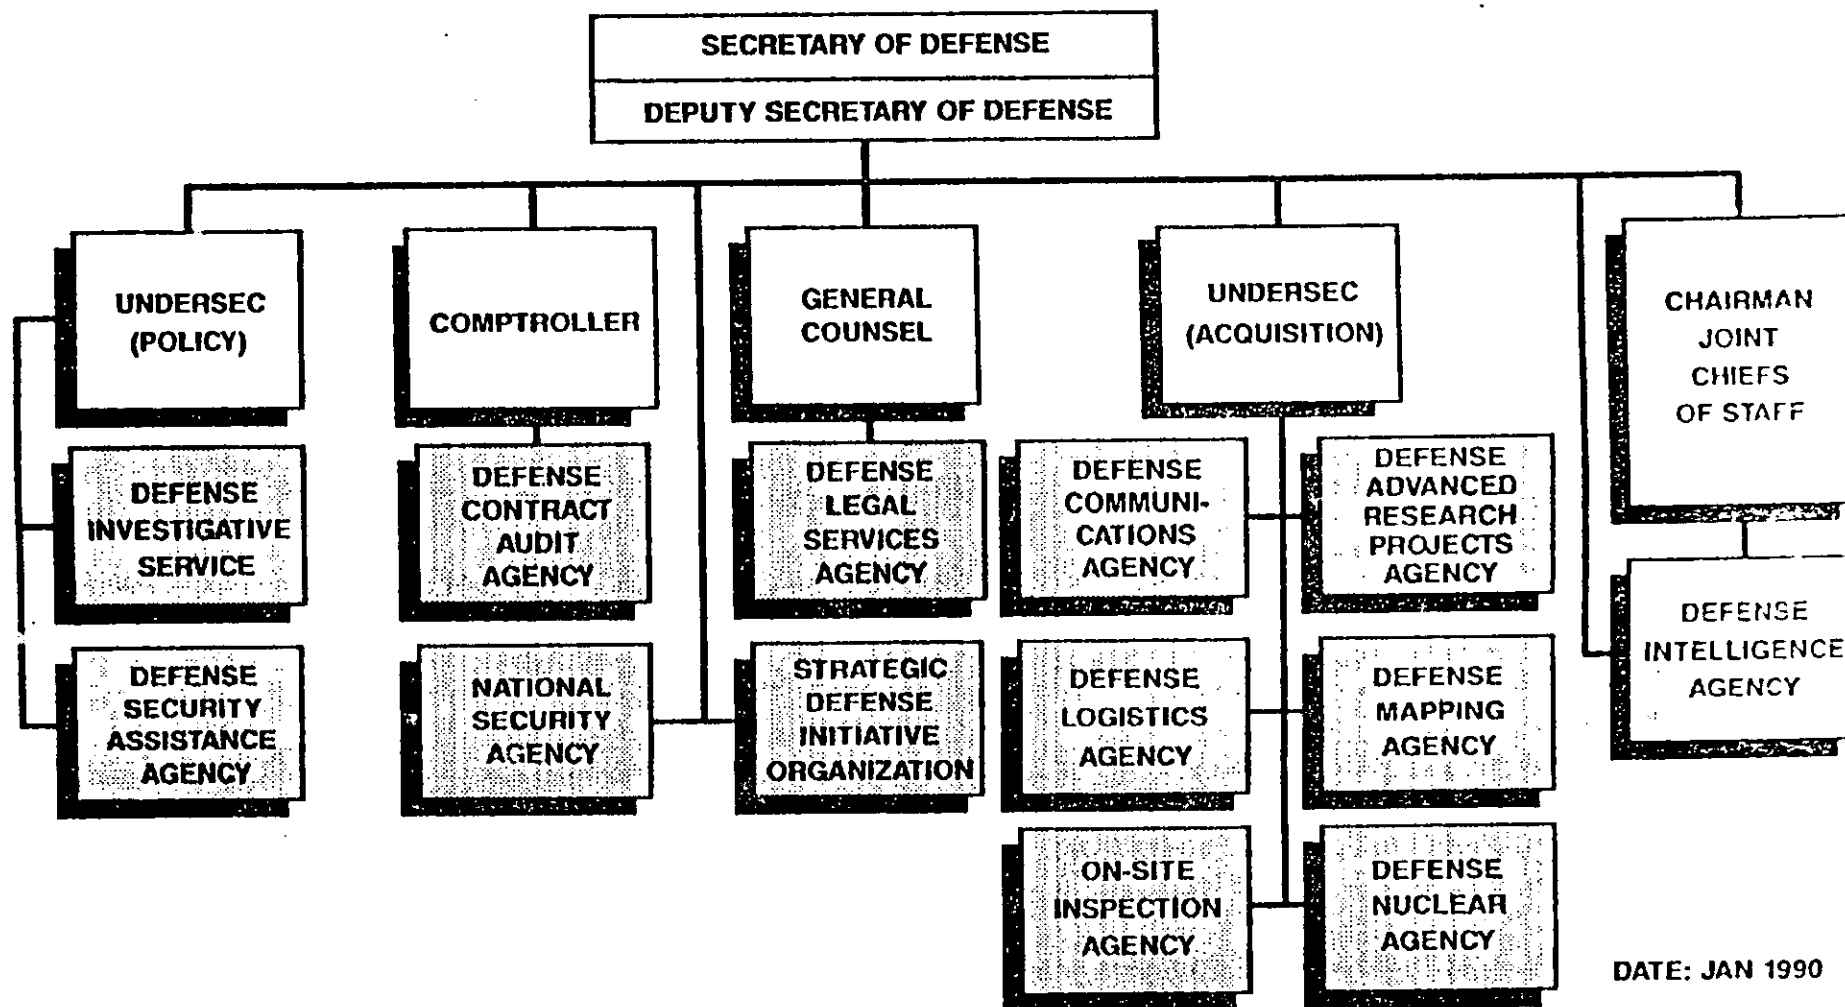 SECRETARY OF DEFENSE
DEPUTY SECRETARY OF DEFENSE
UNDERSEC
(POLICY)
COMPTROLLER
GENERAL
COUNSEL
UNDERSEC
(ACQUISITION)
CHAIRMAN
JOINT
CHIEFS
OF STAFF
DEFENSE
INVESTIGATIVE
SERVICE
DEFENSE
CONTRACT
AUDIT
AGENCY
DEFENSE
LEGAL
SERVICES
AGENCY
DEFENSE
COMMUNI-
CATIONS
AGENCY
DEFENSE
ADVANCED
RESEARCH
PROJECTS
AGENCY
DEFENSE
INTELLIGENCE
AGENCY
DEFENSE
SECURITY
ASSISTANCE
AGENCY
NATIONAL
SECURITY
AGENCY
STRATEGIC
DEFENSE
INITIATIVE
ORGANIZATION
DEFENSE
LOGISTICS
AGENCY
DEFENSE
MAPPING
AGENCY
ON-SITE
INSPECTION
AGENCY
DEFENSE
NUCLEAR
AGENCY
DATE: JAN 1990